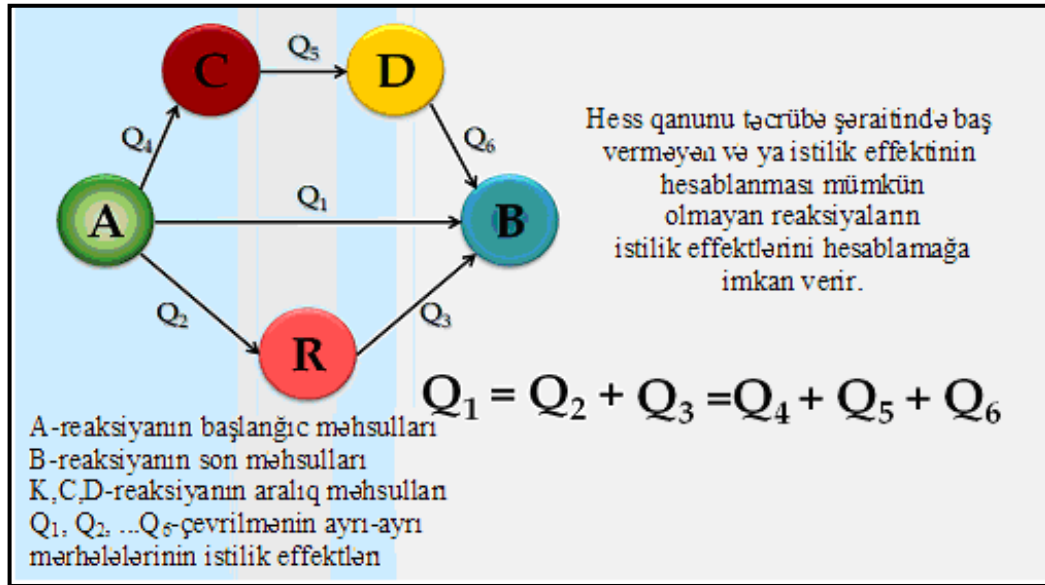 Q₅
C
D
Q₄
Q₆
Hess qanunu təcrübə şəraitində baş
verməyən və ya istilik effektinin
hesablanması mümkün
olmayan reaksiyaların
istilik effektlərini hesablamağa
imkan verir.
A
Q₁
B
Q₂
Q₃
R
Q₁ = Q₂ + Q₃ =Q₄ + Q₅ + Q₆
A-reaksiyanın başlanğıc məhsulları
B-reaksiyanın son məhsulları
K,C,D-reaksiyanın aralıq məhsulları
Q₁, Q₂, ...Q₆-çevrilmənin ayrı-ayrı
mərhələlərinin istilik effektləri